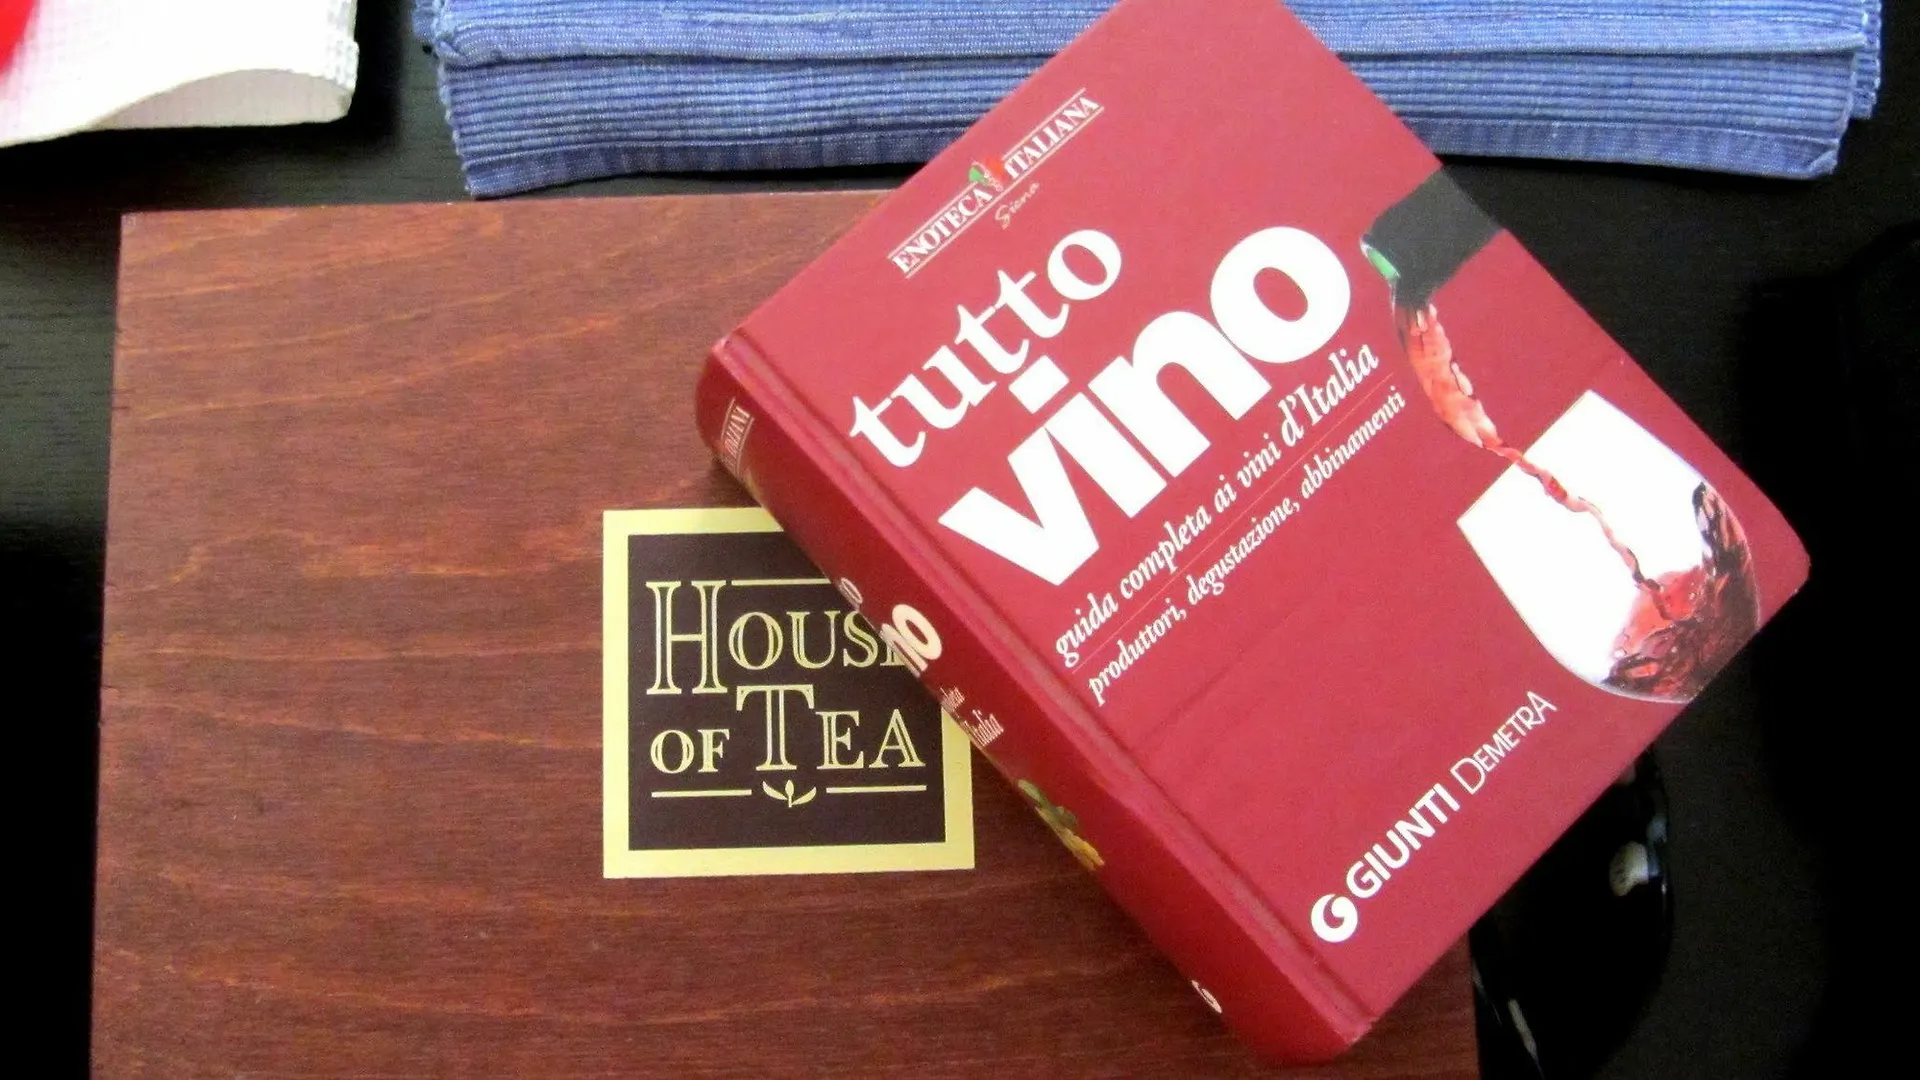 ENOTECA ITALIANA
Siena
tutto
vino
guida completa ai vini d'Italia
produttori, degustazione, abbinamenti
GIUNTI DEMETRA
HOUSE
OF TEA